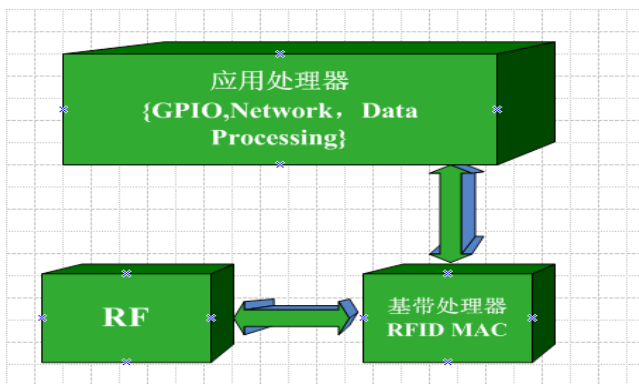 应用处理器
{GPIO,Network，Data
Processing}
RF
基带处理器
RFID MAC